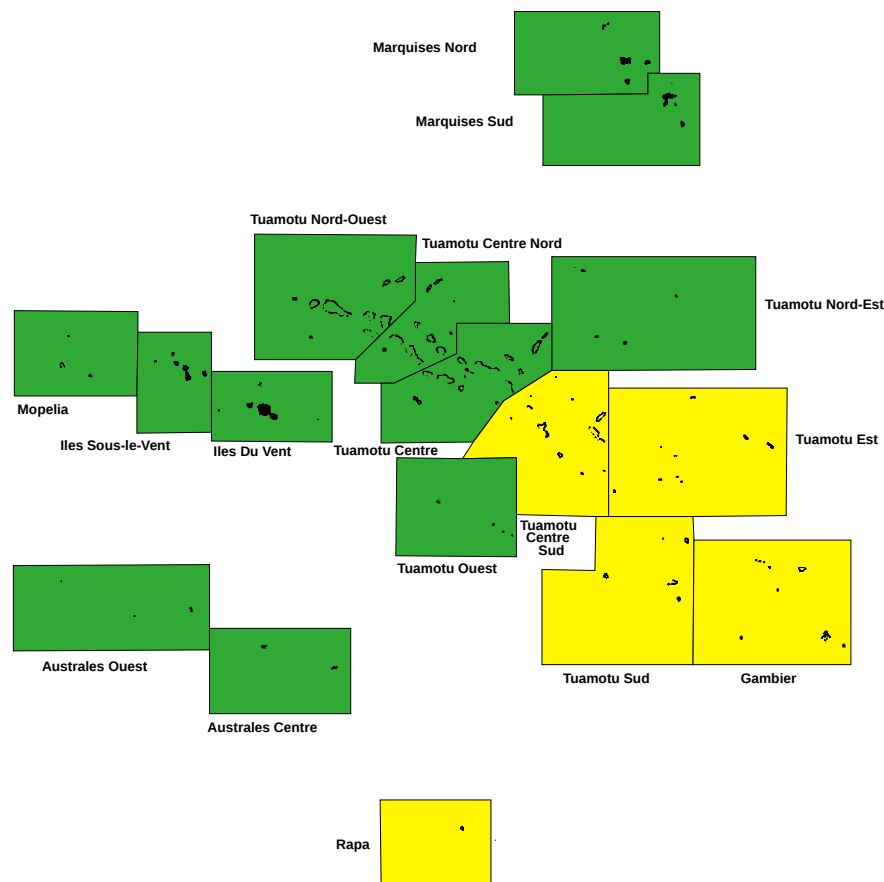 Marquises Nord
Marquises Sud
Tuamotu Nord-Ouest
Tuamotu Centre Nord
Tuamotu Nord-Est
Mopelia
Iles Sous-le-Vent
Iles Du Vent
Tuamotu Centre
Tuamotu Est
Tuamotu
Centre
Sud
Tuamotu Ouest
Australes Ouest
Tuamotu Sud
Gambier
Australes Centre
Rapa